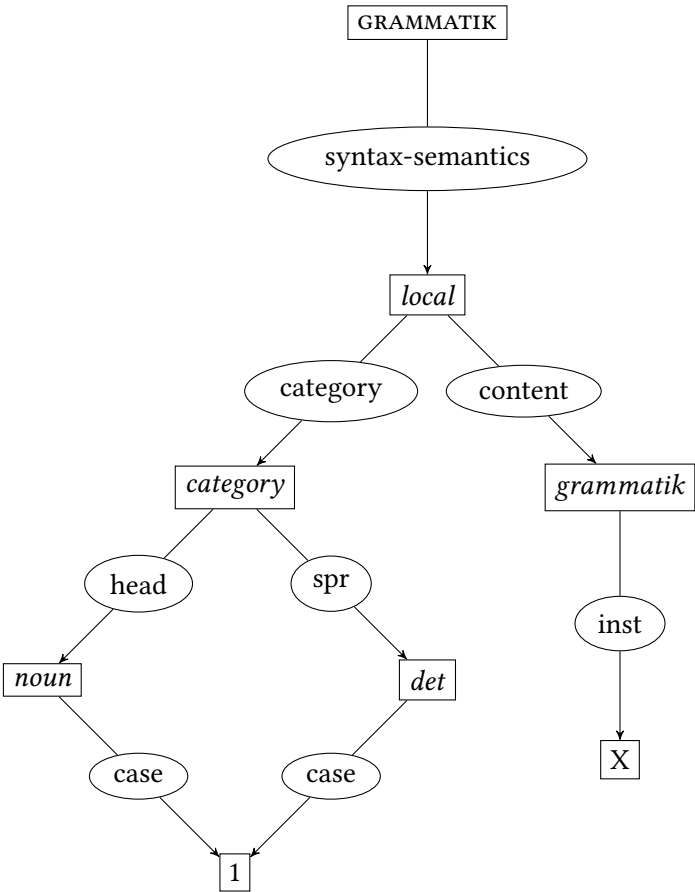 GRAMMATIK
syntax-semantics
local
category
content
category
grammatik
head
spr
inst
noun
det
case
case
X
1